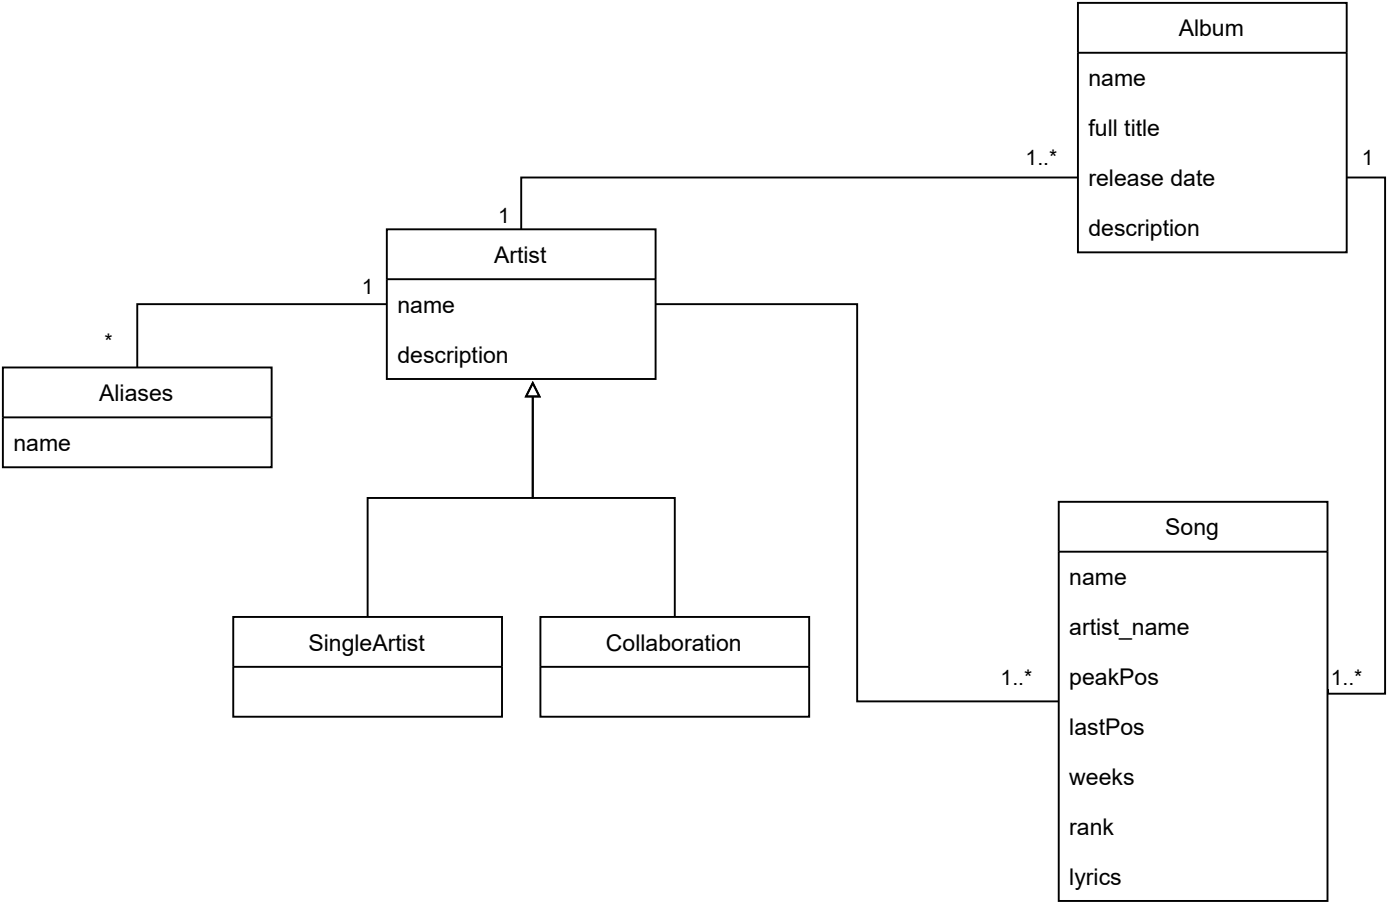 Album
name
full title
release date
description
1..*
1
1
Artist
name
description
1
*
Aliases
name
SingleArtist
Collaboration
Song
name
artist_name
peakPos
lastPos
weeks
rank
lyrics
1..*
1..*